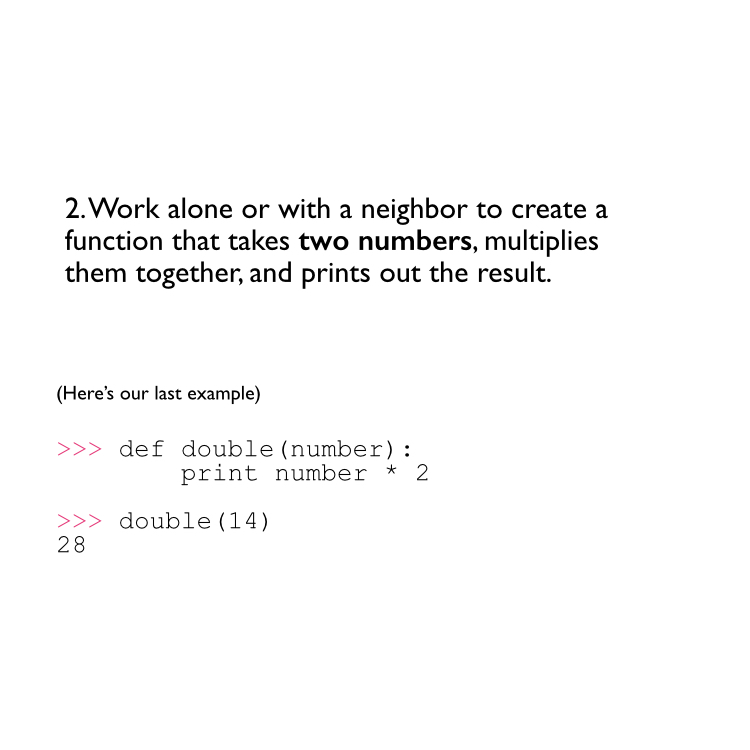 2. Work alone or with a neighbor to create a
function that takes two numbers, multiplies
them together, and prints out the result.
(Here's our last example)
>>> def double(number):
        print number * 2
>>> double(14)
28